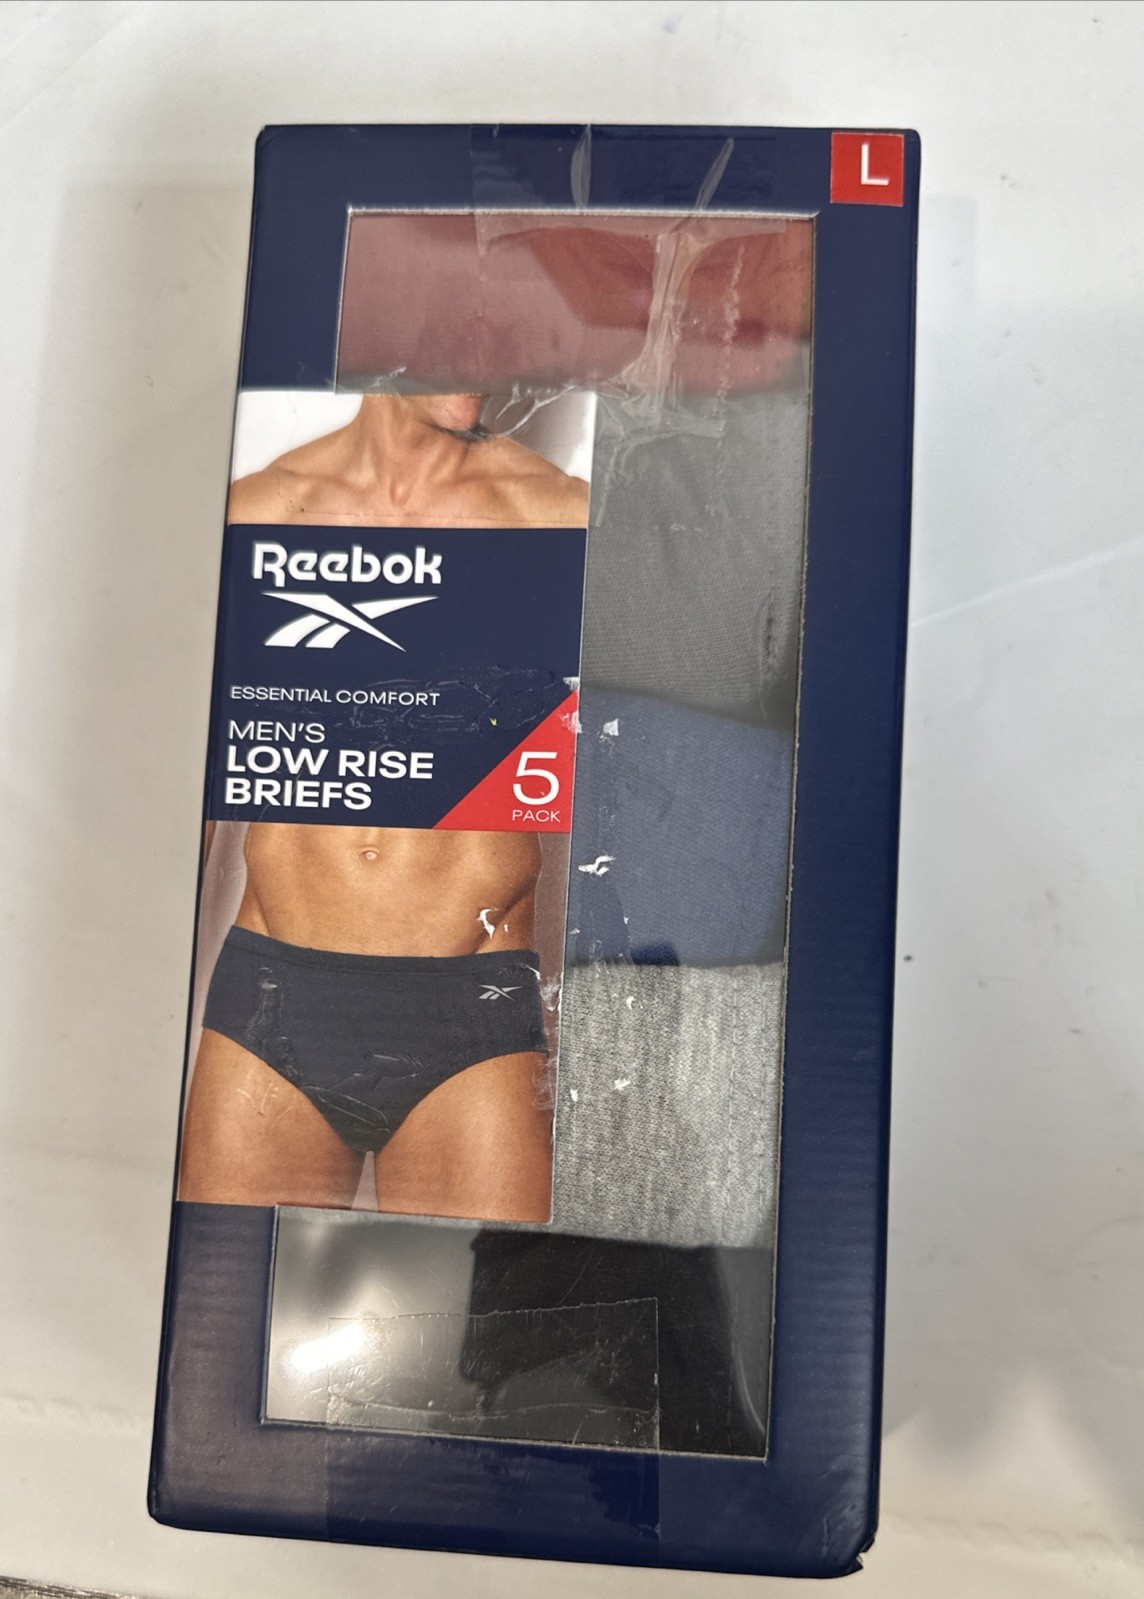 L
Reebok
ESSENTIAL COMFORT
MEN'S
LOW RISE
BRIEFS
5
PACK